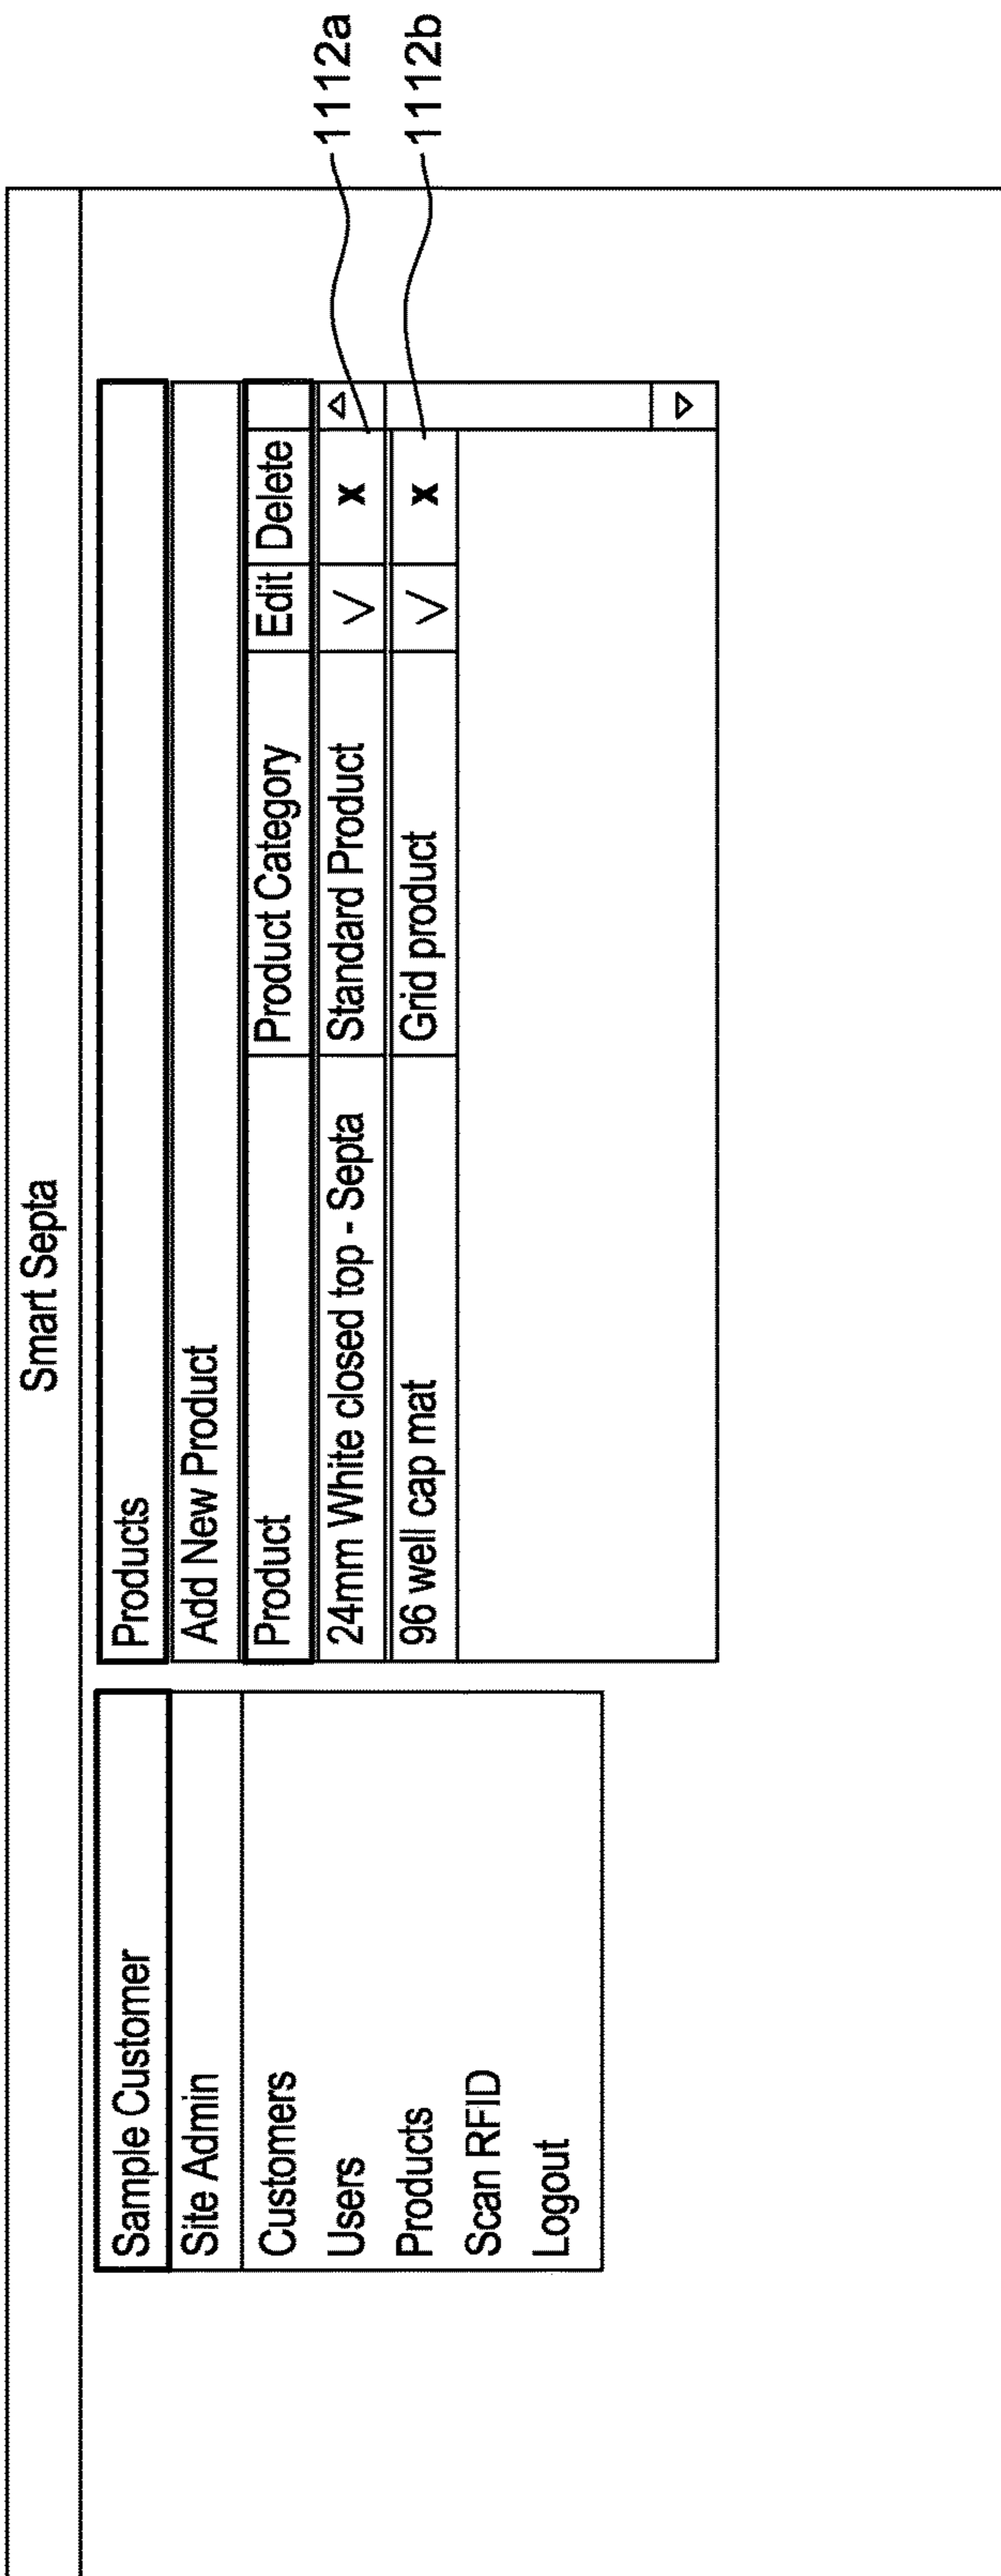 Smart Septa
Sample Customer
Site Admin
Customers
Users
Products
Scan RFID
Logout
Products
Add New Product
Product Product Category Edit Delete
24mm White closed top - Septa Standard Product V x
96 well cap mat Grid product V x
1112a
1112b